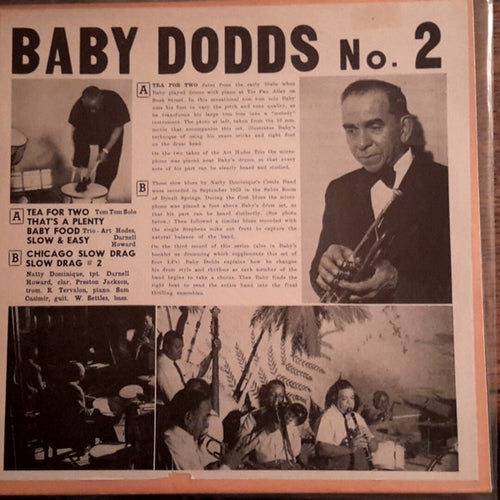 BABY DODDS No. 2
A
TEA FOR TWO dates from the early 50ain when
Baby played drums with piano at Tin Pan Alley on
Rush Street. In this sensational tom tom solo Baby
uses his foot to vary the pitch and tone quality, as
he transforms his large tom tom into a "melody"
instrument. The photo at left, taken from the 16 mm.
movie that accompanies this set, illustrates Baby's
technique of using his snare sticks and right foot
on the drum head.
On the two takes of the Art Hodes Trio the micro
phone was placed near Baby's drums, so that every
note of his part can be clearly heard and studied.
B
These slow blues by Natty Dominique's Creole Band
were recorded in September 1953 in the Sabra Room
of Dyself Springs. During the first blues the micro-
phone was placed a foot above Baby's drum set, so
that his part can be heard distinctly. (See photo
below.) Then followed a similar blues recorded with
the single Stephens mike out front to capture the
natural balance of the band.
On the third record of this series (also in Baby's
booklet on drumming which supplements this set of
four LP's) Baby Dodds explains how he changes
his drum style and rhythms as each member of the
band begins to take a chorus. Then Baby finds the
right beat to send the entire band into the final
thrilling ensembles.
A TEA FOR TWO Tom Tom Solo
THAT'S A PLENTY
BABY FOOD Trio - Art Hodes,
SLOW & EASY Darnell
Howard
B CHICAGO SLOW DRAG
SLOW DRAG # 2
Natty Dominique, tpt. Darnell
Howard, clar. Preston Jackson,
trom. R. Tervalon, piano. Sam
Casimir, guit. W. Settles, bass.